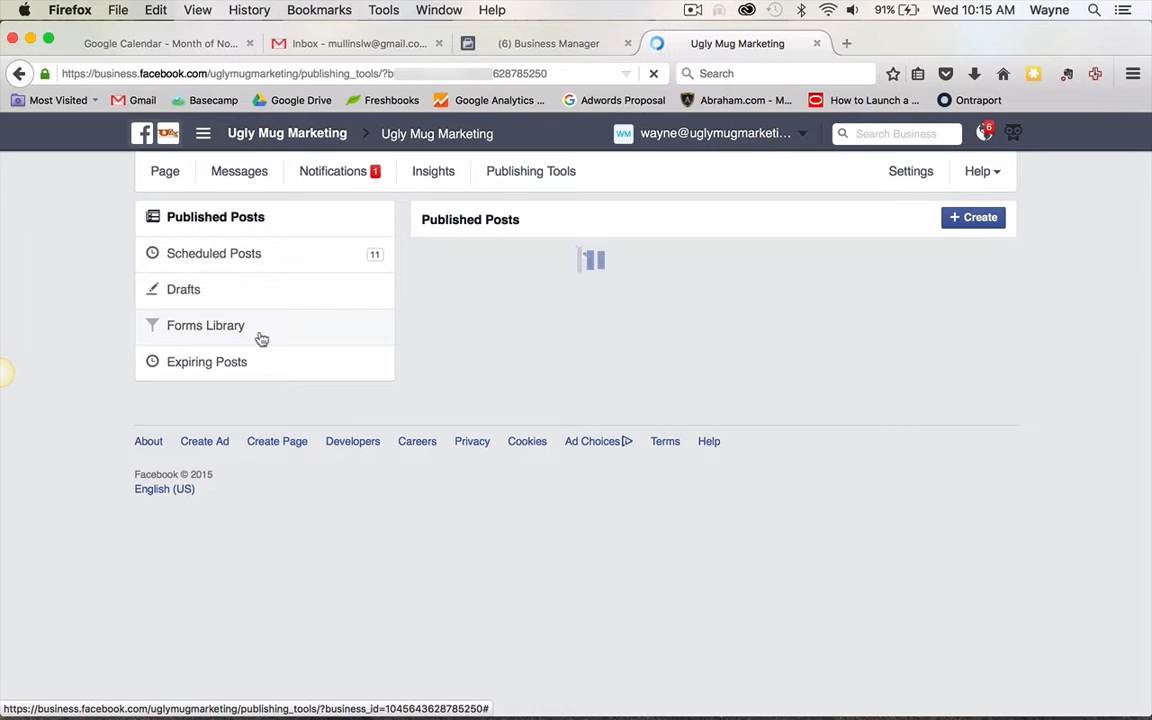 Firefox File Edit View History Bookmarks Tools Window Help 91% Wed 10:15 AM Wayne
Google Calendar - Month of No... Inbox - mullinslw@gmail.co... (6) Business Manager Ugly Mug Marketing
https://business.facebook.com/uglymugmarketing/publishing_tools/?b 628785250 Search
Most Visited Gmail Basecamp Google Drive Freshbooks Google Analytics ... Adwords Proposal Abraham.com - M... How to Launch a ... Ontraport
Ugly Mug Marketing > Ugly Mug Marketing WM wayne@uglymugmarketi... Search Business 6
Page Messages Notifications 1 Insights Publishing Tools Settings Help
Published Posts
Published Posts + Create
Scheduled Posts 11
Drafts
Forms Library
Expiring Posts
About Create Ad Create Page Developers Careers Privacy Cookies Ad Choices Terms Help
Facebook © 2015
English (US)
https://business.facebook.com/uglymugmarketing/publishing_tools/?business_id=1045643628785250#